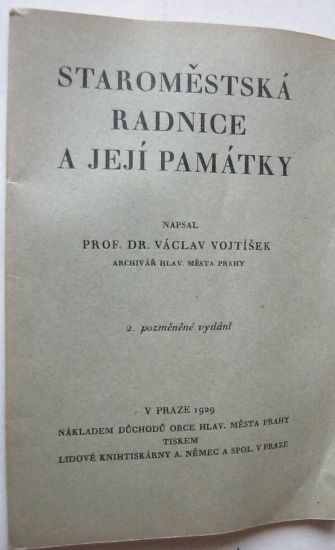 STAROMĚSTSKÁ
RADNICE
A JEJÍ PAMÁTKY
NAPSAL
PROF. DR. VÁCLAV VOJTÍŠEK
ARCHIVÁŘ HLAV. MĚSTA PRAHY
2. pozměněné vydání
V PRAZE 1929
NÁKLADEM DŮCHODŮ OBCE HLAV. MĚSTA PRAHY
TISKEM
LIDOVÉ KNIHTISKÁRNY A. NĚMEC A SPOL. V PRAZE